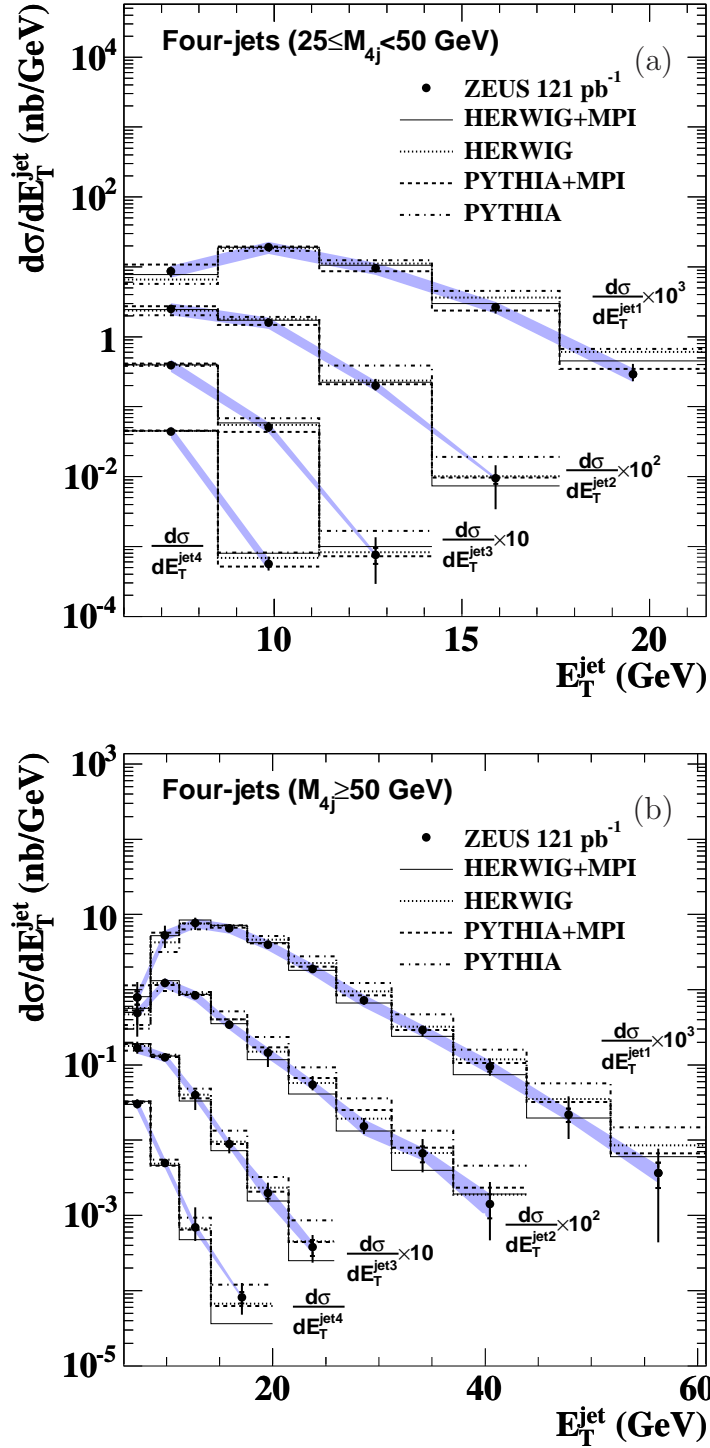 Four-jets (25≤M4j<50 GeV)
(a)
ZEUS 121 pb-1
HERWIG+MPI
HERWIG
PYTHIA+MPI
PYTHIA
dσ/dE_T^jet (nb/GeV)
10^4
10^2
1
10^-2
10^-4
dσ/dE_T^jet1 ×10^3
dσ/dE_T^jet2 ×10^2
dσ/dE_T^jet3 ×10
dσ/dE_T^jet4
10 12 14 16 18 20
E_T^jet (GeV)
Four-jets (M4j≥50 GeV)
(b)
ZEUS 121 pb-1
HERWIG+MPI
HERWIG
PYTHIA+MPI
PYTHIA
dσ/dE_T^jet (nb/GeV)
10^3
10
10^-1
10^-3
10^-5
dσ/dE_T^jet1 ×10^3
dσ/dE_T^jet2 ×10^2
dσ/dE_T^jet3 ×10
dσ/dE_T^jet4
20 40 60
E_T^jet (GeV)